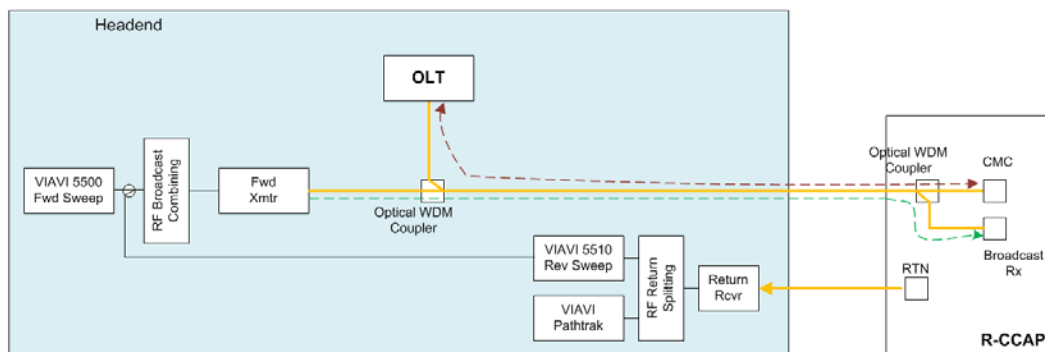 Headend
OLT
VIAVI 5500
Fwd Sweep
RF Broadcast
Combining
Fwd
Xmtr
Optical WDM
Coupler
VIAVI 5510
Rev Sweep
VIAVI
Pathtrak
RF Return
Splitting
Return
Rcvr
Optical WDM
Coupler
CMC
Broadcast
Rx
RTN
R-CCAP